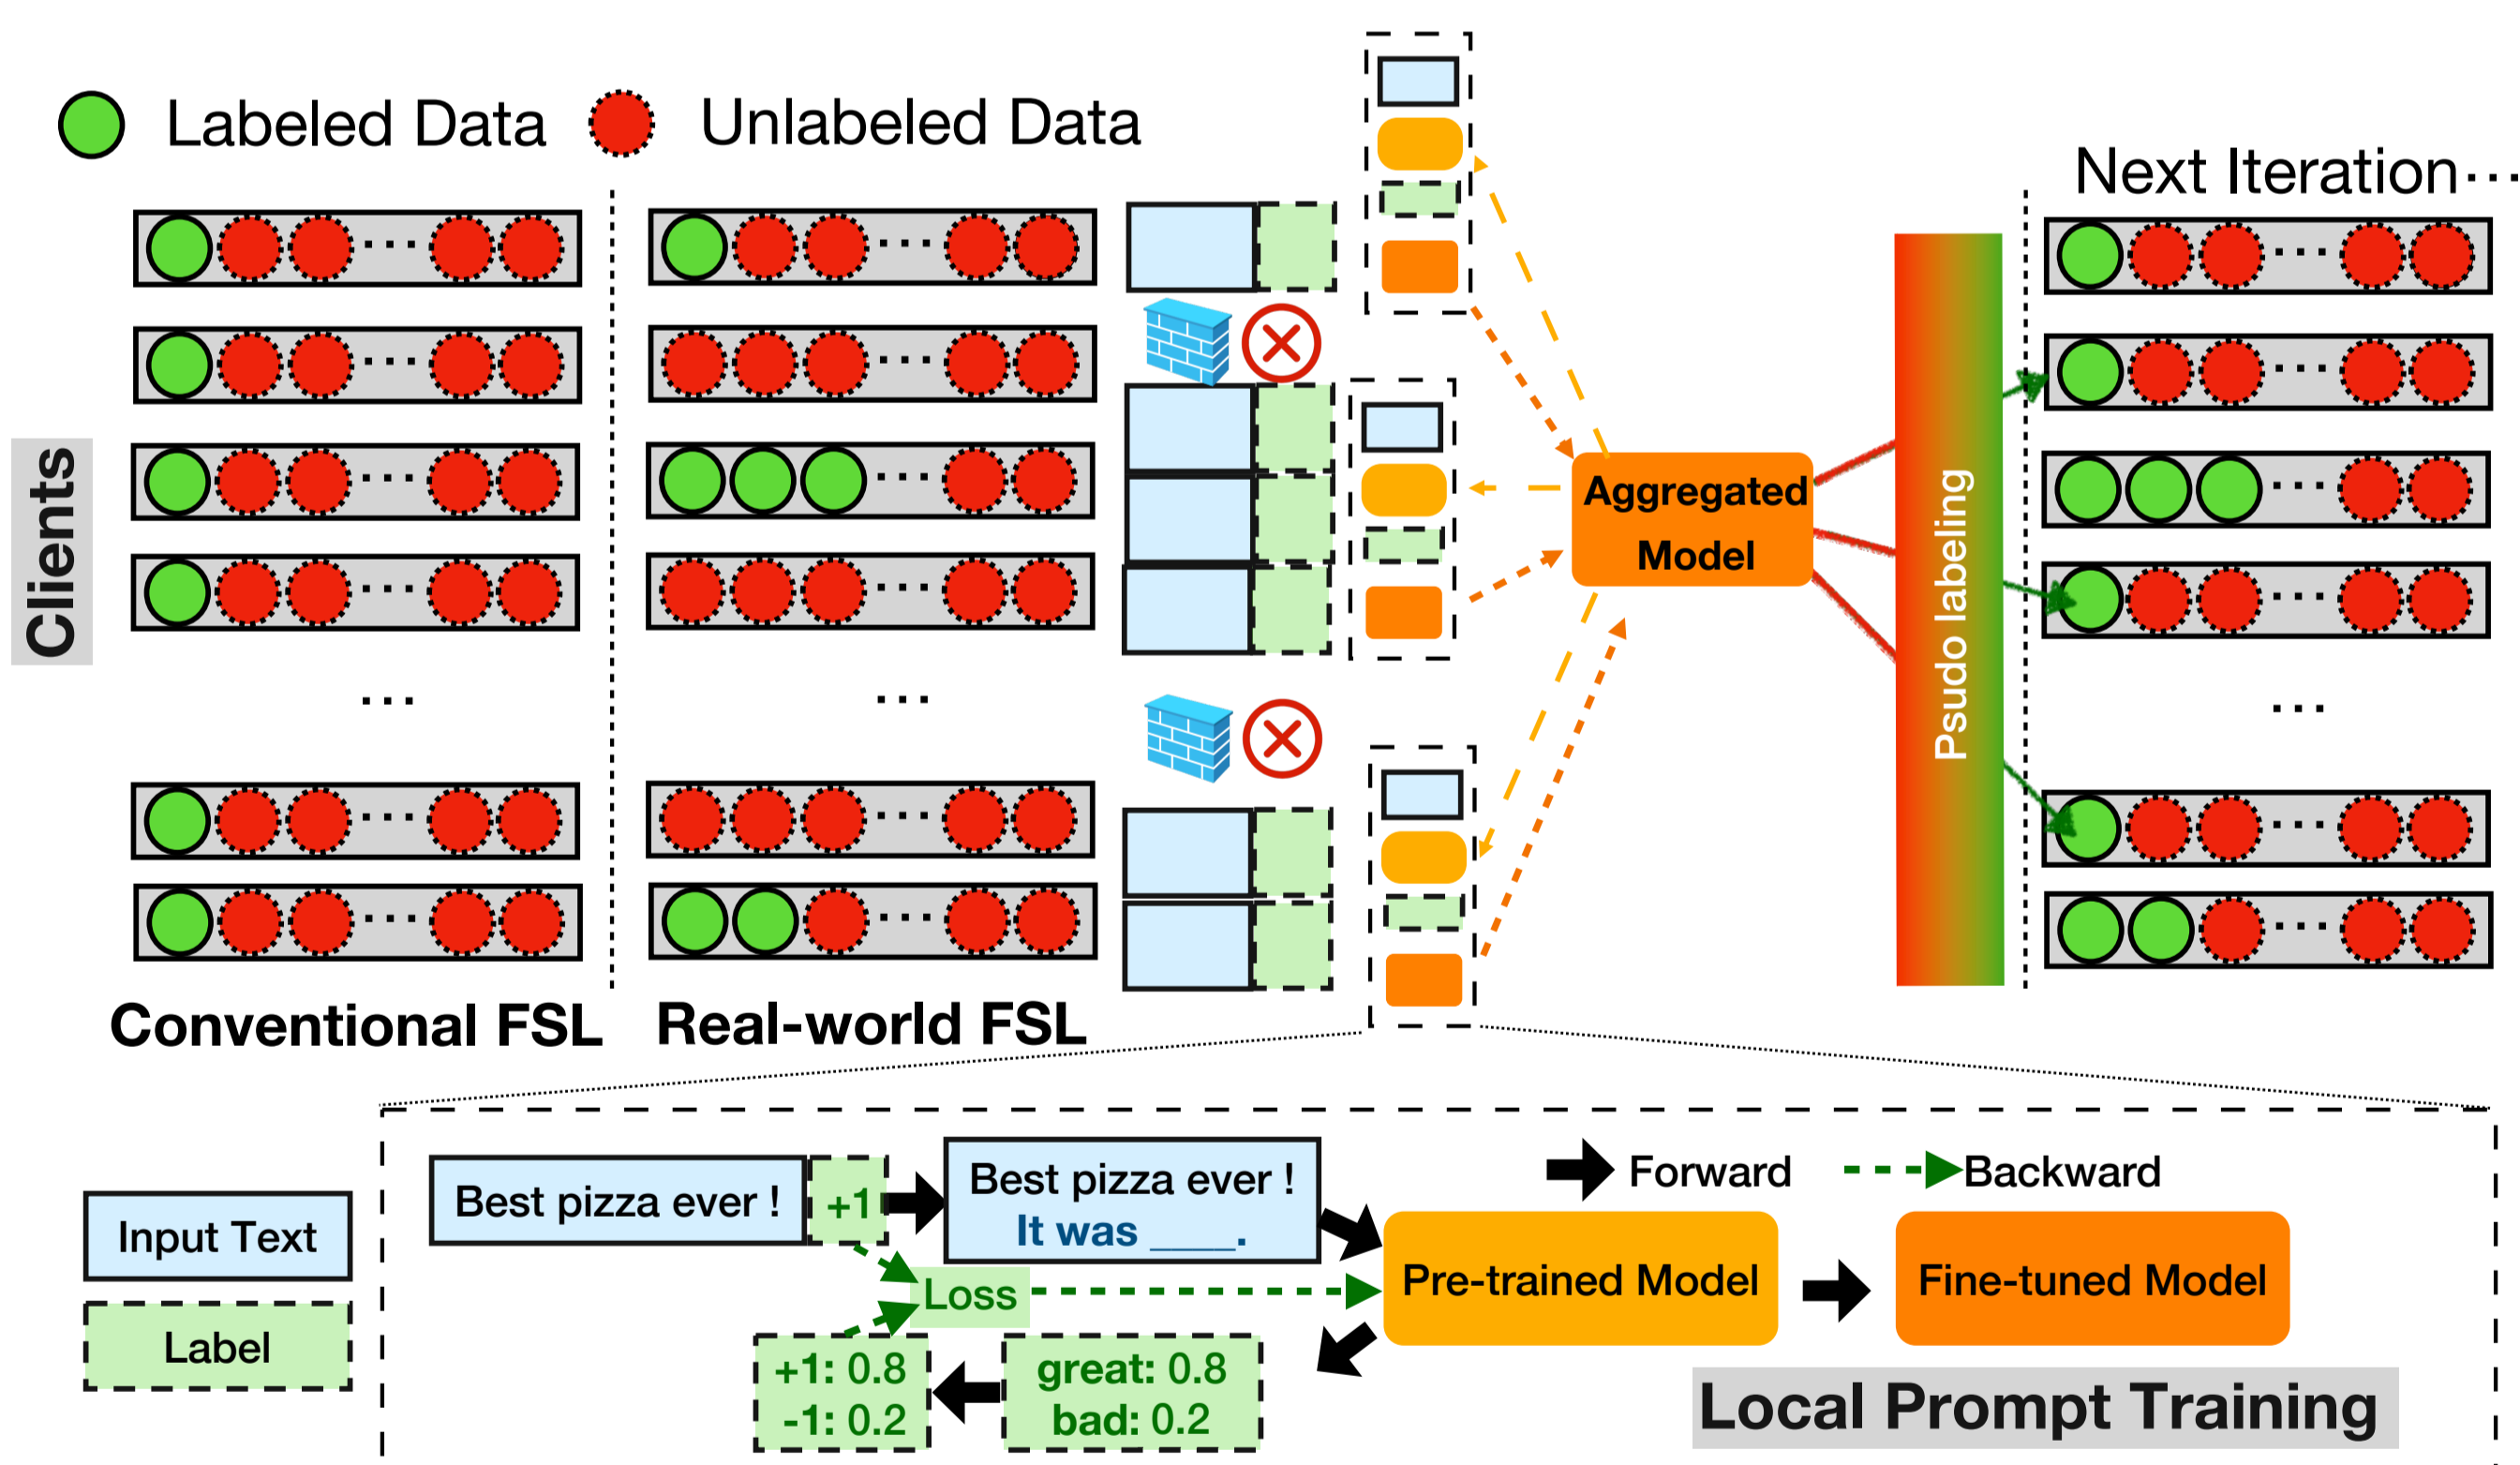 Labeled Data
Unlabeled Data
Next Iteration ...
Clients
Aggregated
Model
Psudo labeling
Conventional FSL
Real-world FSL
Input Text
Label
Best pizza ever !
+1
Best pizza ever !
It was ____.
Forward
Backward
Loss
Pre-trained Model
Fine-tuned Model
+1: 0.8
-1: 0.2
great: 0.8
bad: 0.2
Local Prompt Training